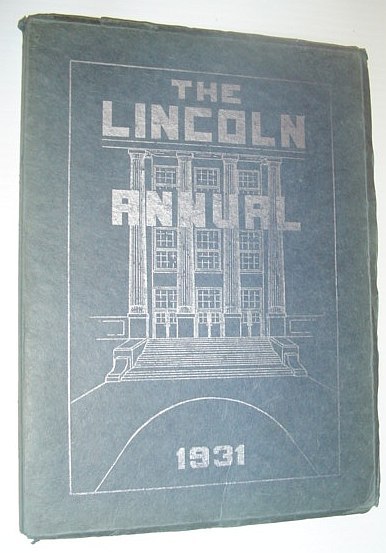 THE
LINCOLN
ANNUAL
1931